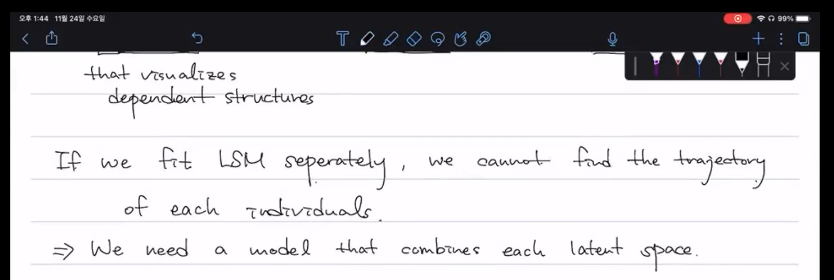 오후 1:44 11월 24일 수요일
99%
that visualizes
dependent structures
If we fit LSM seperately, we cannot find the trajectory
of each individuals.
⇒ We need a model that combines each latent space.